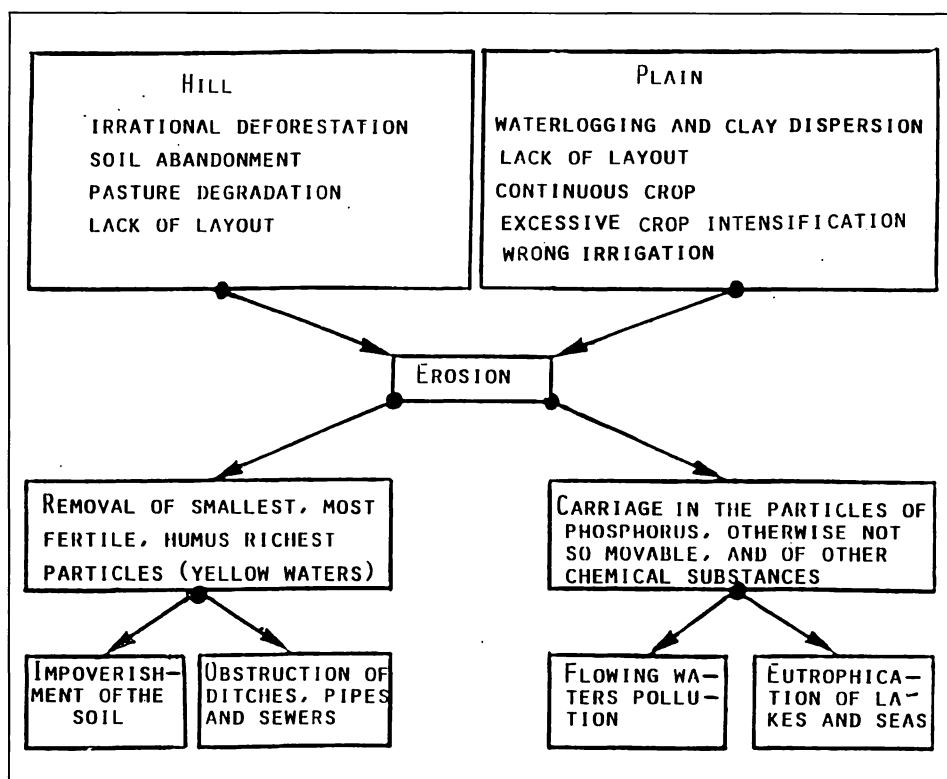 HILL
IRRATIONAL DEFORESTATION
SOIL ABANDONMENT
PASTURE DEGRADATION
LACK OF LAYOUT
PLAIN
WATERLOGGING AND CLAY DISPERSION
LACK OF LAYOUT
CONTINUOUS CROP
EXCESSIVE CROP INTENSIFICATION
WRONG IRRIGATION
EROSION
REMOVAL OF SMALLEST, MOST
FERTILE, HUMUS RICHEST
PARTICLES (YELLOW WATERS)
CARRIAGE IN THE PARTICLES OF
PHOSPHORUS, OTHERWISE NOT
SO MOVABLE, AND OF OTHER
CHEMICAL SUBSTANCES
IMPOVERISH-
MENT OF THE
SOIL
OBSTRUCTION OF
DITCHES, PIPES
AND SEWERS
FLOWING WA-
TERS POLLU-
TION
EUTROPHICA-
TION OF LA-
KES AND SEAS